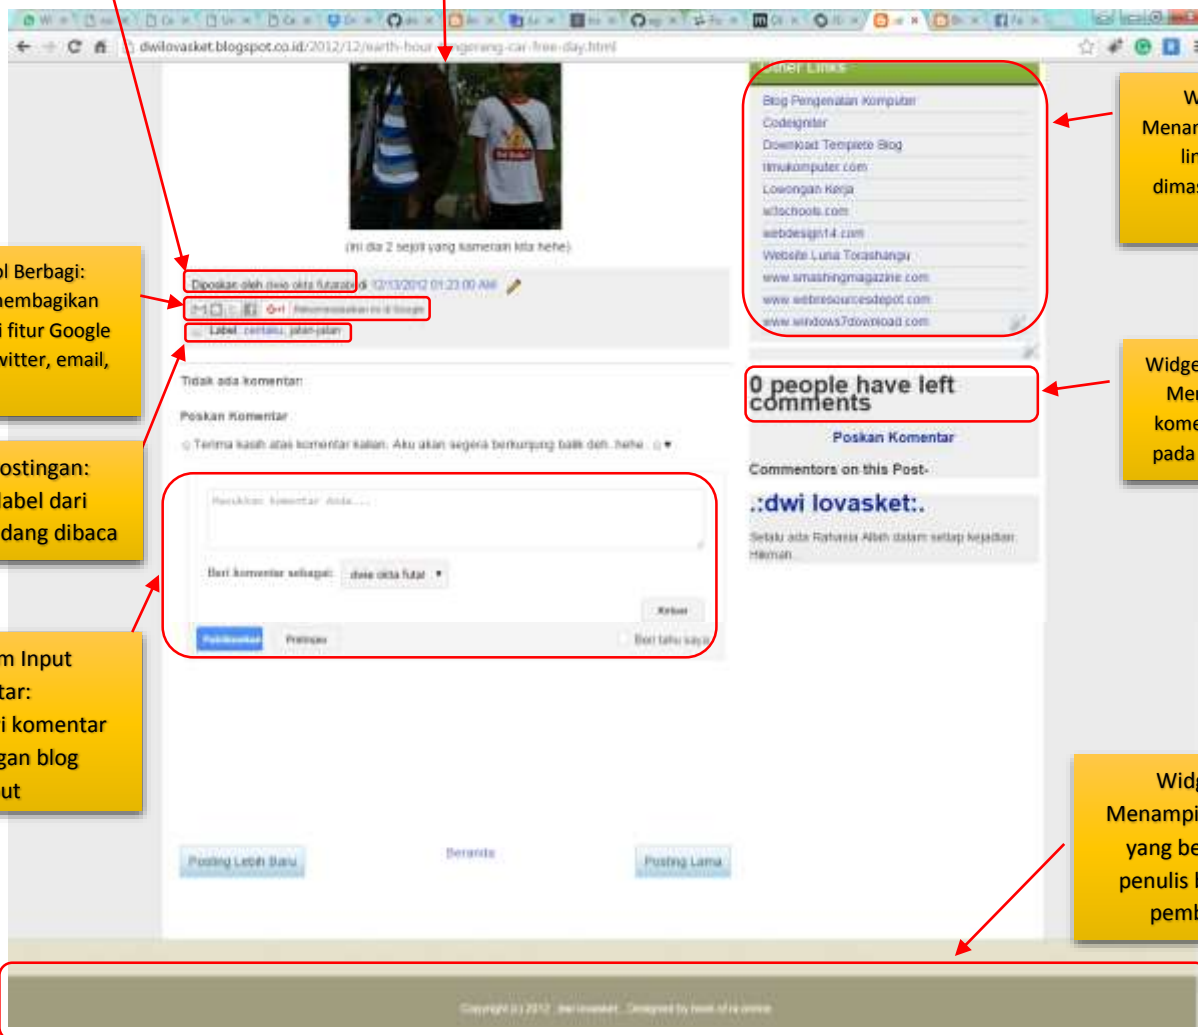 dwilovasket.blogspot.co.id/2012/12/earth-hour-tangerang-car-free-day.html
(ini dia 2 sejoli yang kamerain kita hehe)
Diposkan oleh dwie okta futar di 12/13/2012 01:23:00 AM
Rekomendasikan ini di Google
Label: ceritaku, jalan-jalan
Tidak ada komentar:
Poskan Komentar
Terima kasih atas komentar kalian. Aku akan segera berkunjung balik deh. hehe
Masukkan komentar Anda...
Beri komentar sebagai: dwie okta futar
Keluar
Publikasikan Pratinjau Beri tahu saya
Posting Lebih Baru Beranda Posting Lama
Other Links
Blog Pengenalan Komputer
Codeigniter
Download Templete Blog
ilmukomputer.com
Lowongan Kerja
w3schools.com
webdesign14.com
Website Luna Torashangu
www.smashingmagazine.com
www.webresourcesdepot.com
www.windows7download.com
0 people have left
comments
Poskan Komentar
Commentors on this Post-
.:dwi lovasket:.
Selalu ada Rahasia Allah dalam setiap kejadian.
Hikmah...
Copyright (c) 2012 .:dwi lovasket:. Designed by
ol Berbagi:
membagikan
i fitur Google
witter, email,
ostingan:
label dari
dang dibaca
m Input
tar:
ri komentar
gan blog
ut
W
Menam
lin
dimas
Widge
Men
kome
pada
Widg
Menampi
yang be
penulis
pemb